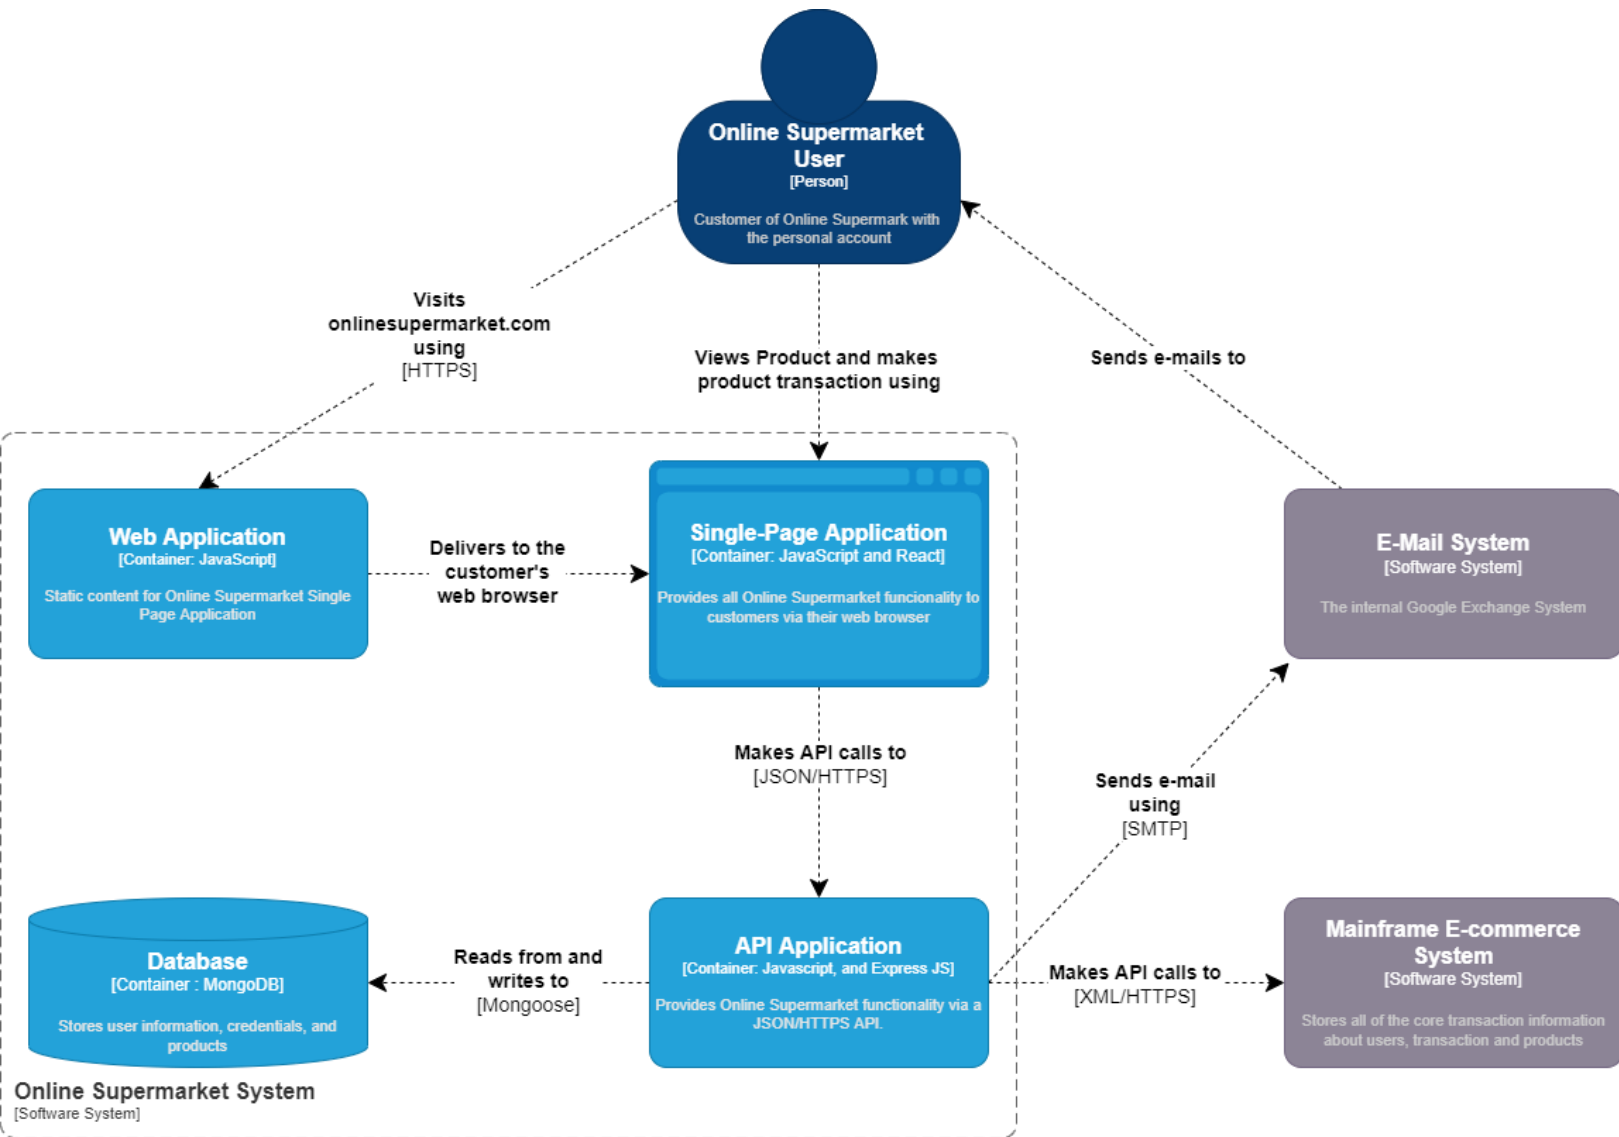 Online Supermarket
User
[Person]
Customer of Online Supermark with
the personal account
Visits
onlinesupermarket.com
using
[HTTPS]
Views Product and makes
product transaction using
Sends e-mails to
Web Application
[Container: JavaScript]
Static content for Online Supermarket Single
Page Application
Delivers to the
customer's
web browser
Single-Page Application
[Container: JavaScript and React]
Provides all Online Supermarket funcionality to
customers via their web browser
E-Mail System
[Software System]
The internal Google Exchange System
Makes API calls to
[JSON/HTTPS]
Sends e-mail
using
[SMTP]
Database
[Container : MongoDB]
Stores user information, credentials, and
products
Reads from and
writes to
[Mongoose]
API Application
[Container: Javascript, and Express JS]
Provides Online Supermarket functionality via a
JSON/HTTPS API.
Makes API calls to
[XML/HTTPS]
Mainframe E-commerce
System
[Software System]
Stores all of the core transaction information
about users, transaction and products
Online Supermarket System
[Software System]